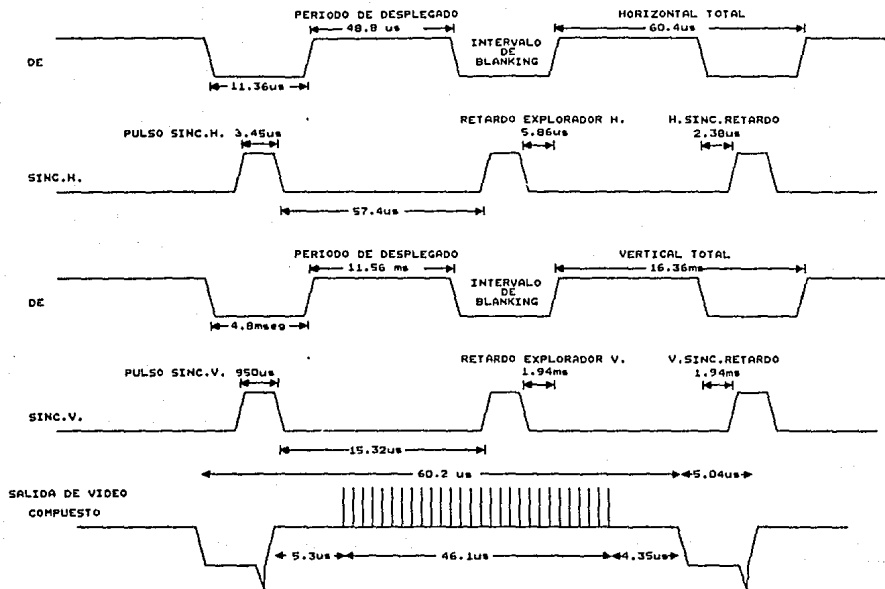 PERIODO DE DESPLEGADO
48.8 us
HORIZONTAL TOTAL
60.4us
INTERVALO
DE
BLANKING
DE
11.36us
PULSO SINC.H. 3.45us
RETARDO EXPLORADOR H.
5.86us
H.SINC.RETARDO
2.38us
SINC.H.
57.4us
PERIODO DE DESPLEGADO
11.56 ms
VERTICAL TOTAL
16.36ms
INTERVALO
DE
BLANKING
DE
4.8mseg
PULSO SINC.V. 950us
RETARDO EXPLORADOR V.
1.94ms
V.SINC.RETARDO
1.94ms
SINC.V.
15.32us
60.2 us
5.04us
SALIDA DE VIDEO
COMPUESTO
5.3us
46.1us
4.35us